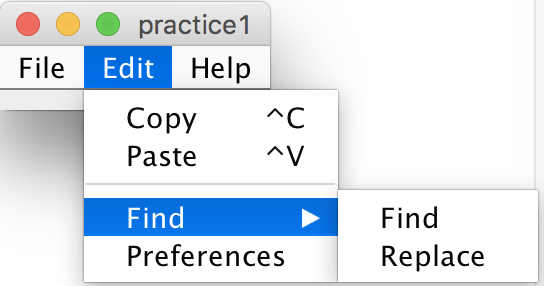 practice1
File Edit Help
Copy ^C
Paste ^V
Find ▶ Find
Preferences Replace